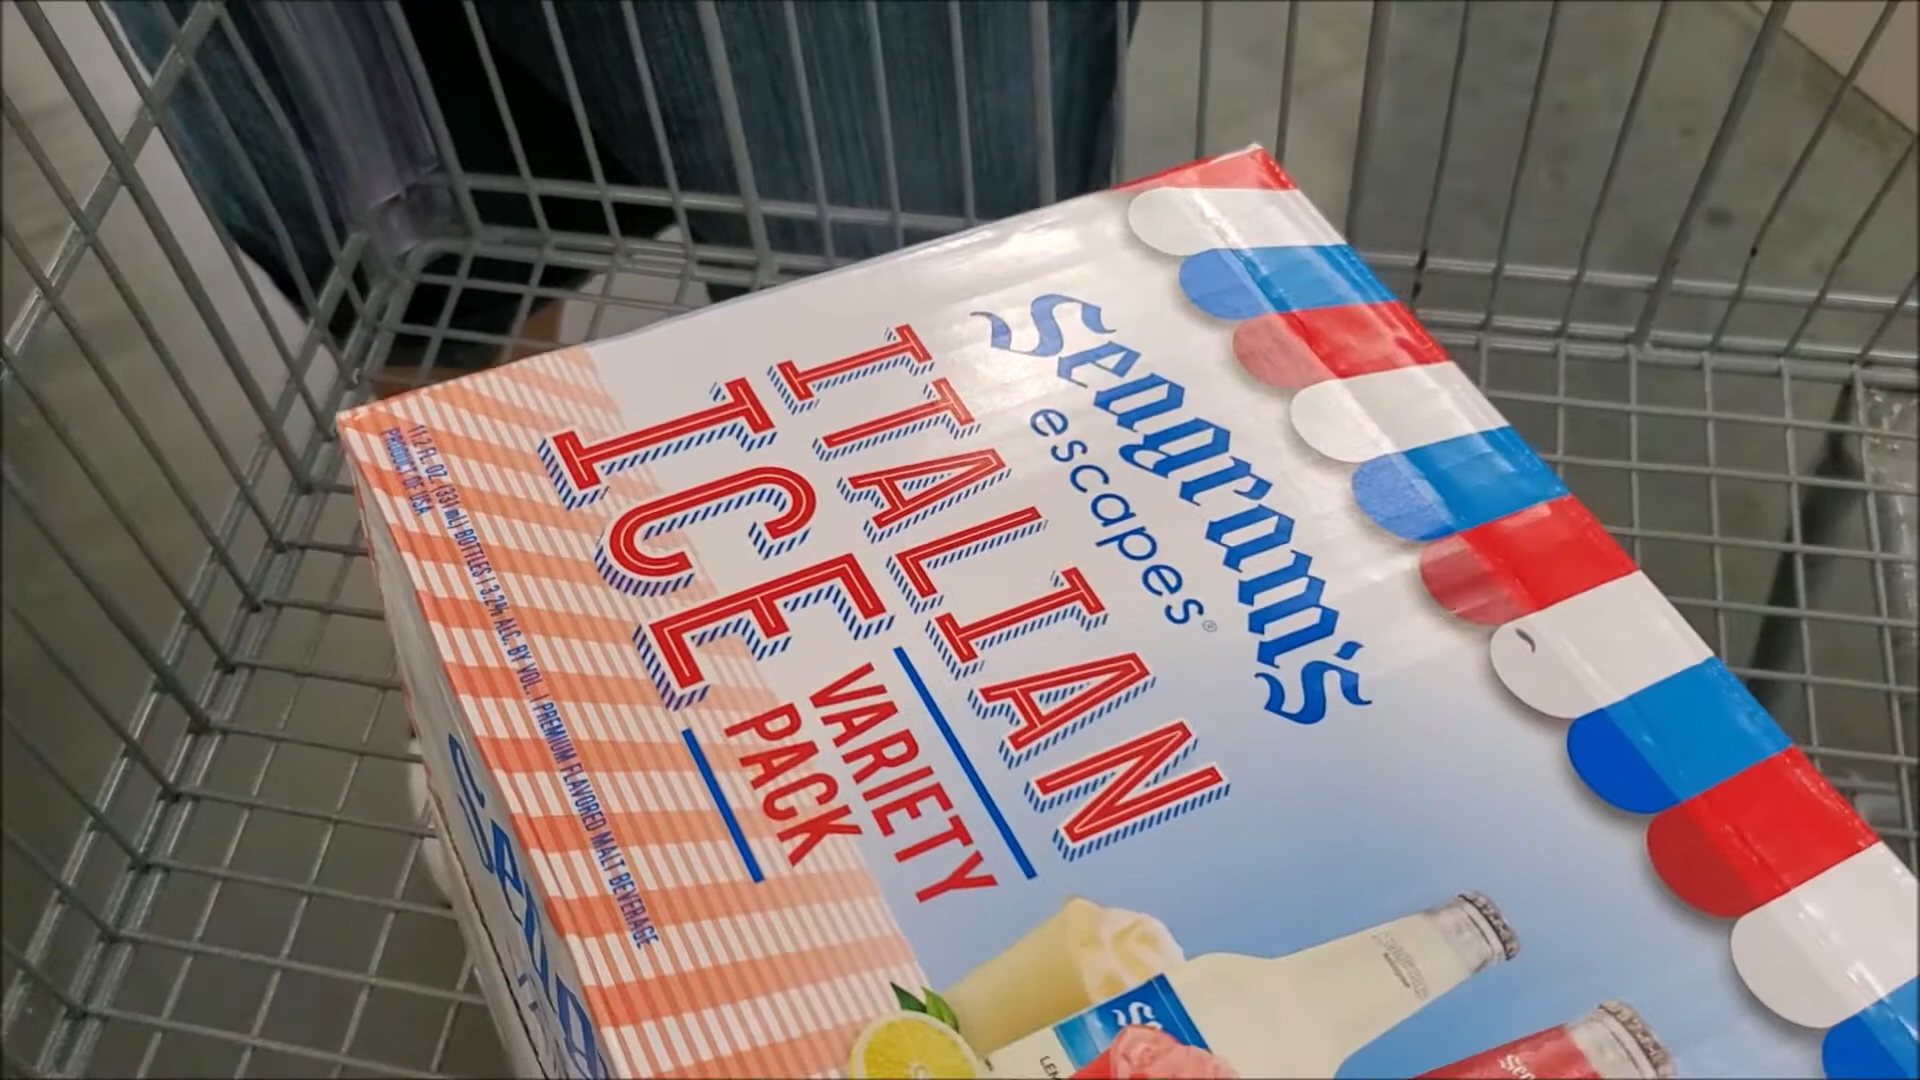 Seagram's
escapes®
ITALIAN
ICE
VARIETY
PACK
11.2 FL. OZ. (331 mL) BOTTLES | 3.2% ALC. BY VOL. | PREMIUM FLAVORED MALT BEVERAGE
PRODUCT OF USA